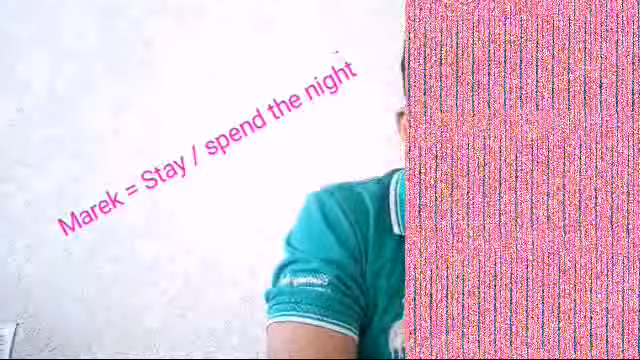 Marek = Stay / spend the night